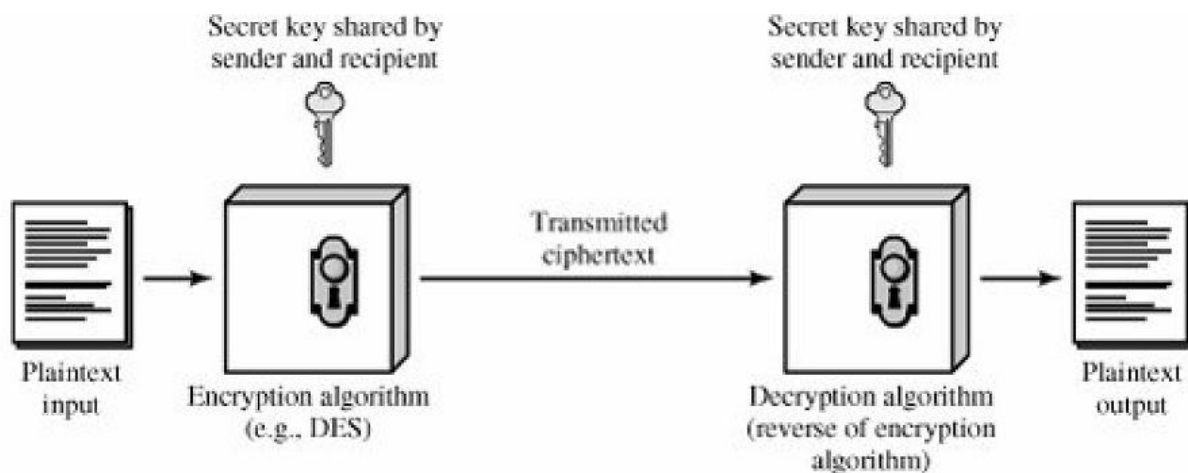 Secret key shared by
sender and recipient
Secret key shared by
sender and recipient
Transmitted
ciphertext
Plaintext
input
Encryption algorithm
(e.g., DES)
Decryption algorithm
(reverse of encryption
algorithm)
Plaintext
output